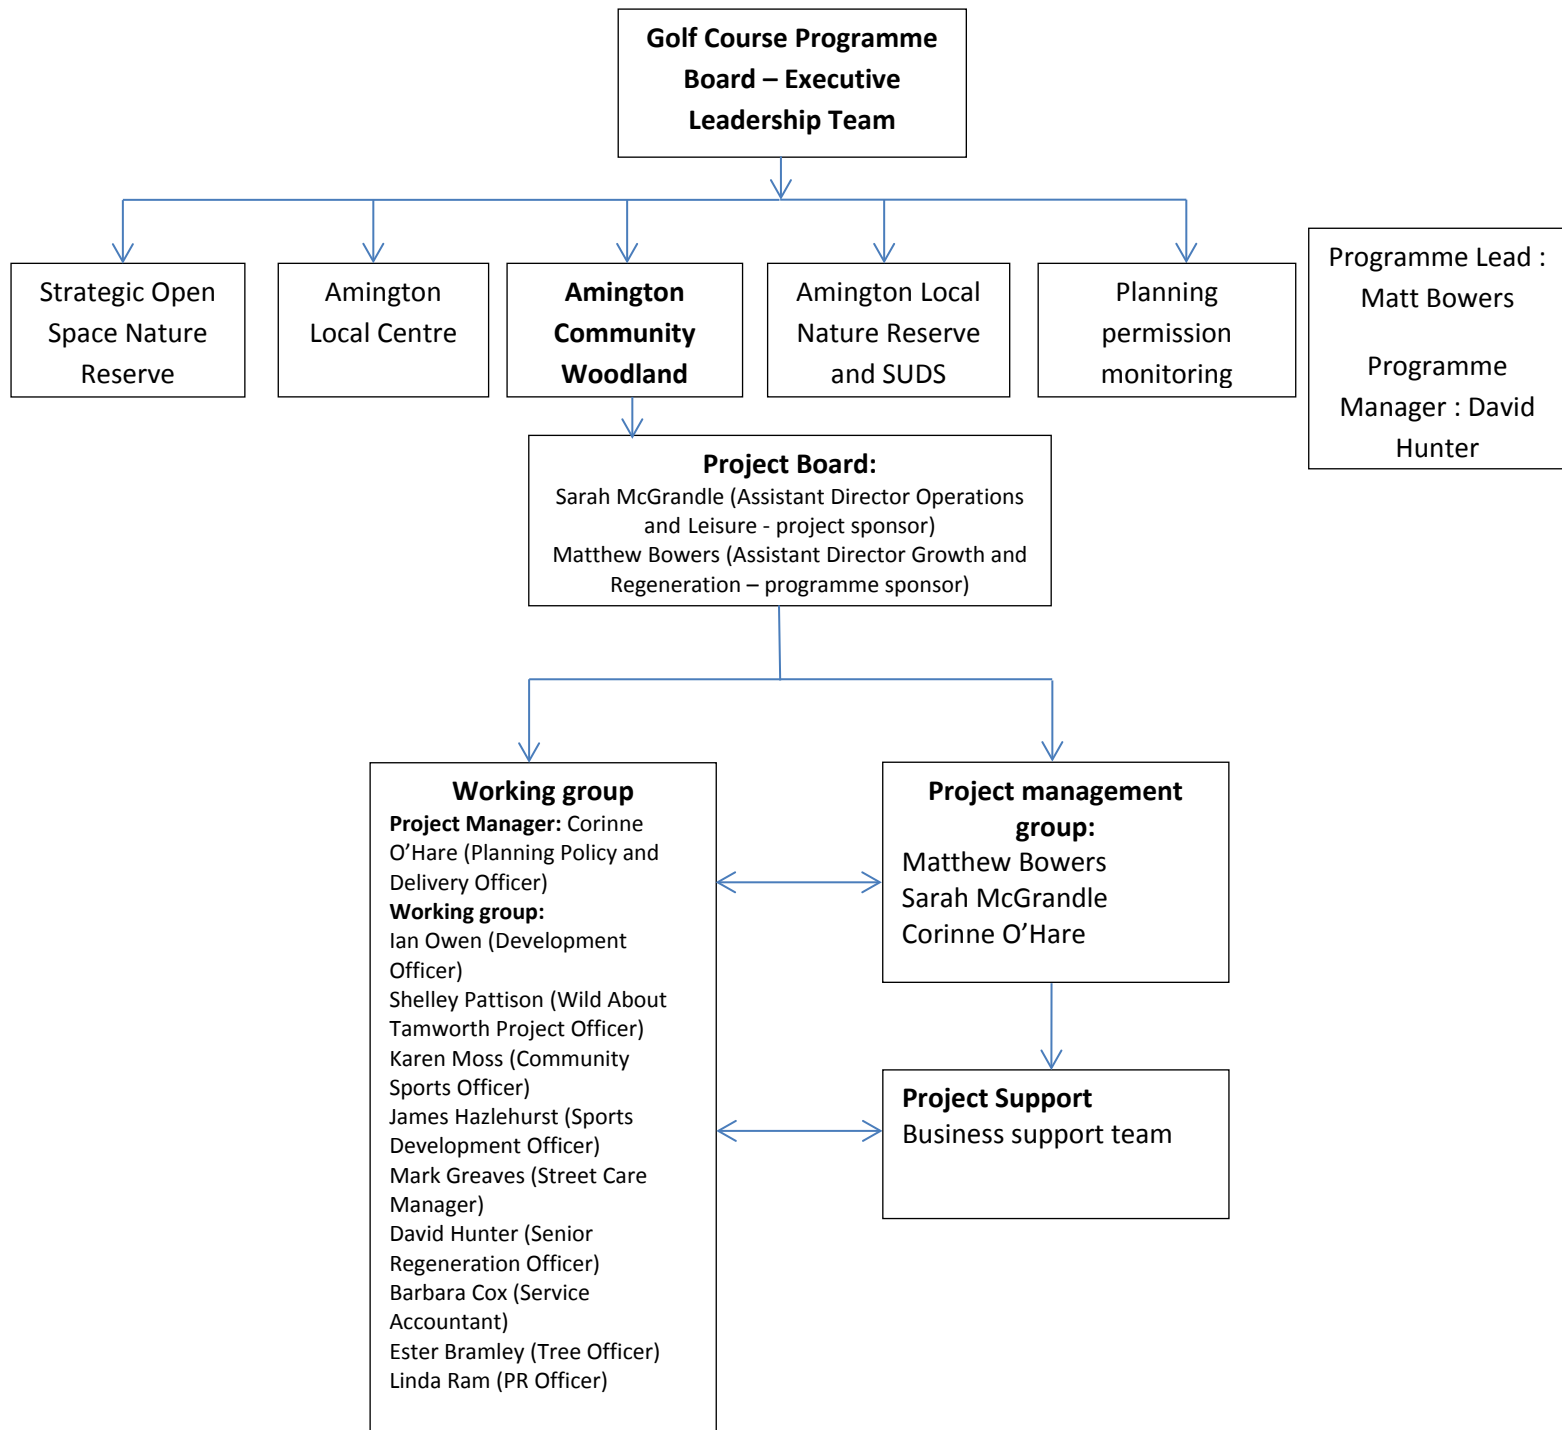 Golf Course Programme
Board – Executive
Leadership Team
Strategic Open
Space Nature
Reserve
Amington
Local Centre
Amington
Community
Woodland
Amington Local
Nature Reserve
and SUDS
Planning
permission
monitoring
Programme Lead :
Matt Bowers
Programme
Manager : David
Hunter
Project Board:
Sarah McGrandle (Assistant Director Operations
and Leisure - project sponsor)
Matthew Bowers (Assistant Director Growth and
Regeneration – programme sponsor)
Working group
Project Manager: Corinne
O’Hare (Planning Policy and
Delivery Officer)
Working group:
Ian Owen (Development
Officer)
Shelley Pattison (Wild About
Tamworth Project Officer)
Karen Moss (Community
Sports Officer)
James Hazlehurst (Sports
Development Officer)
Mark Greaves (Street Care
Manager)
David Hunter (Senior
Regeneration Officer)
Barbara Cox (Service
Accountant)
Ester Bramley (Tree Officer)
Linda Ram (PR Officer)
Project management
group:
Matthew Bowers
Sarah McGrandle
Corinne O’Hare
Project Support
Business support team